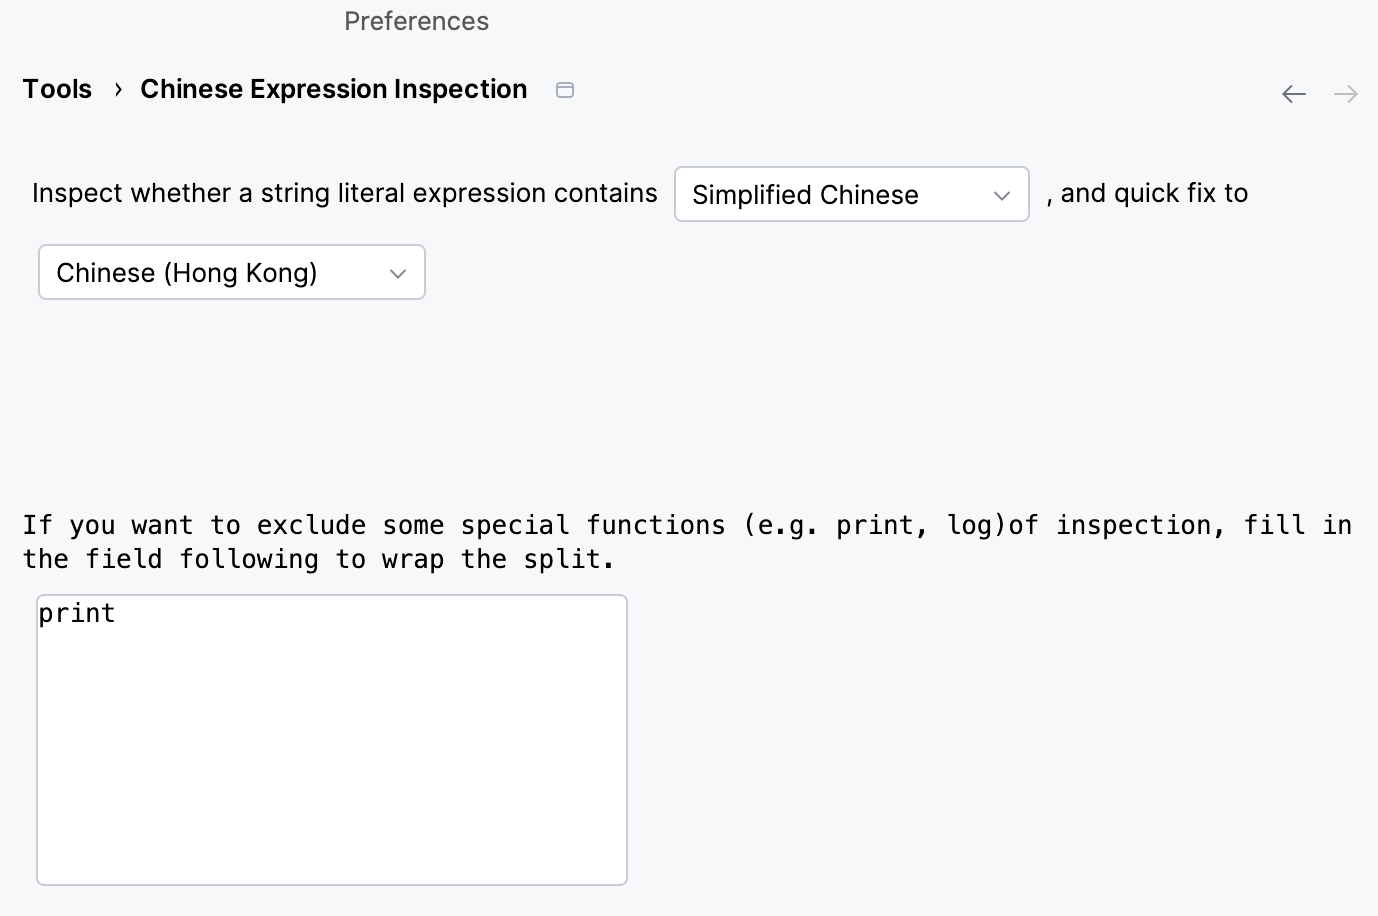 Preferences
Tools › Chinese Expression Inspection
Inspect whether a string literal expression contains Simplified Chinese , and quick fix to
Chinese (Hong Kong)
If you want to exclude some special functions (e.g. print, log)of inspection, fill in
the field following to wrap the split.
print